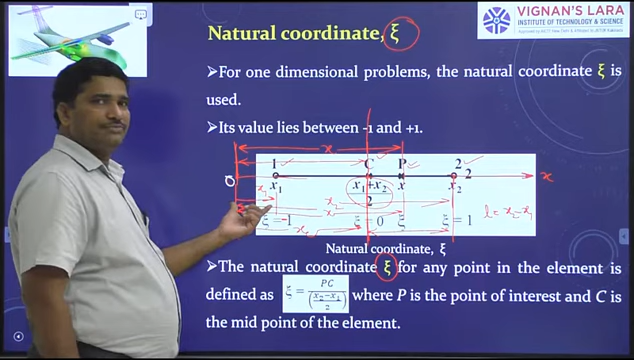 VIGNAN'S LARA
INSTITUTE OF TECHNOLOGY & SCIENCE
Natural coordinate, ξ
➢For one dimensional problems, the natural coordinate ξ is
used.
➢Its value lies between -1 and +1.
x
1 C P 2
O 2 x
x₁ x₁ (x₁+x₂)/2 x x₂ x₂
l = x₂-x₁
ξ = -1 ξ = 0 ξ ξ = 1
Natural coordinate, ξ
➢The natural coordinate ξ for any point in the element is
defined as ξ = PC/((x₂-x₁)/2) where P is the point of interest and C is
the mid point of the element.